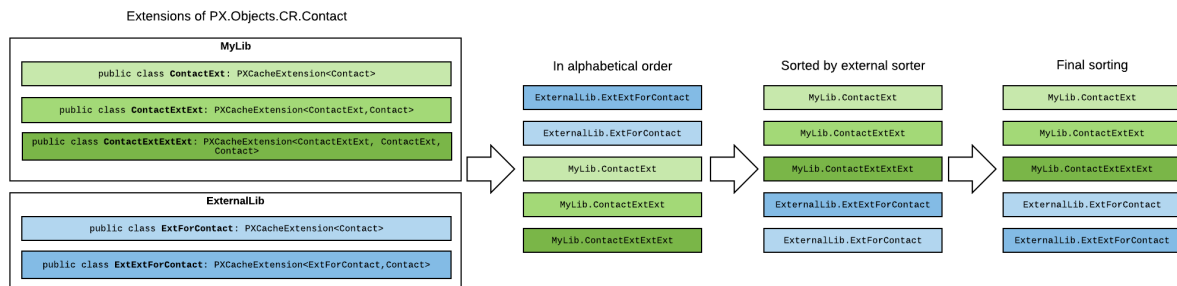 Extensions of PX.Objects.CR.Contact
MyLib
public class ContactExt: PXCacheExtension<Contact>
public class ContactExtExt: PXCacheExtension<ContactExt,Contact>
public class ContactExtExtExt: PXCacheExtension<ContactExtExt, ContactExt,
Contact>
ExternalLib
public class ExtForContact: PXCacheExtension<Contact>
public class ExtExtForContact: PXCacheExtension<ExtForContact,Contact>
In alphabetical order
ExternalLib.ExtExtForContact
ExternalLib.ExtForContact
MyLib.ContactExt
MyLib.ContactExtExt
MyLib.ContactExtExtExt
Sorted by external sorter
MyLib.ContactExt
MyLib.ContactExtExt
MyLib.ContactExtExtExt
ExternalLib.ExtExtForContact
ExternalLib.ExtForContact
Final sorting
MyLib.ContactExt
MyLib.ContactExtExt
MyLib.ContactExtExtExt
ExternalLib.ExtForContact
ExternalLib.ExtExtForContact